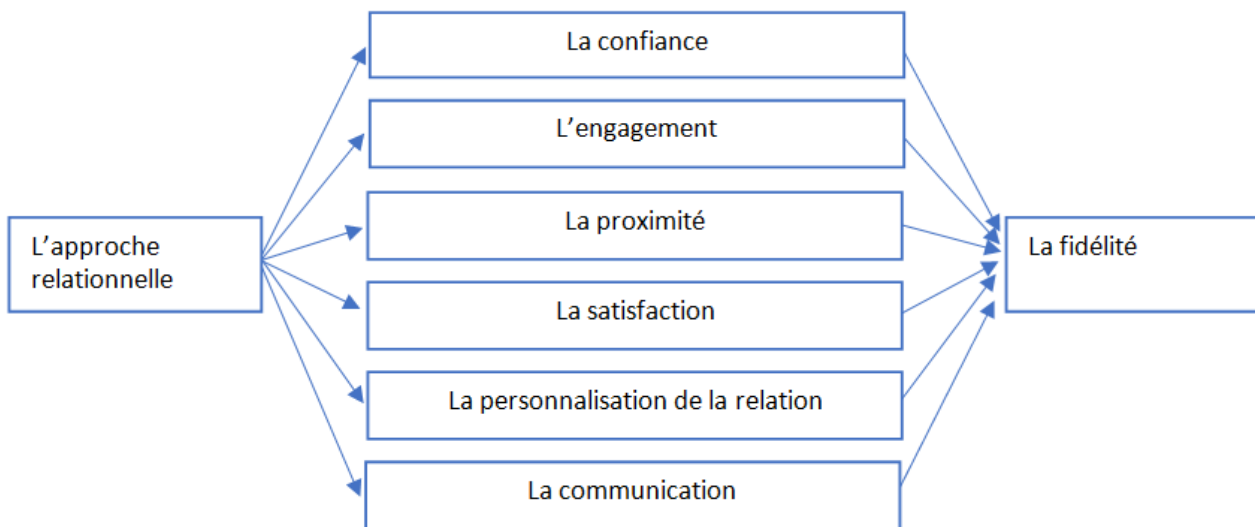 La confiance
L’engagement
La proximité
L’approche
relationnelle
La fidélité
La satisfaction
La personnalisation de la relation
La communication